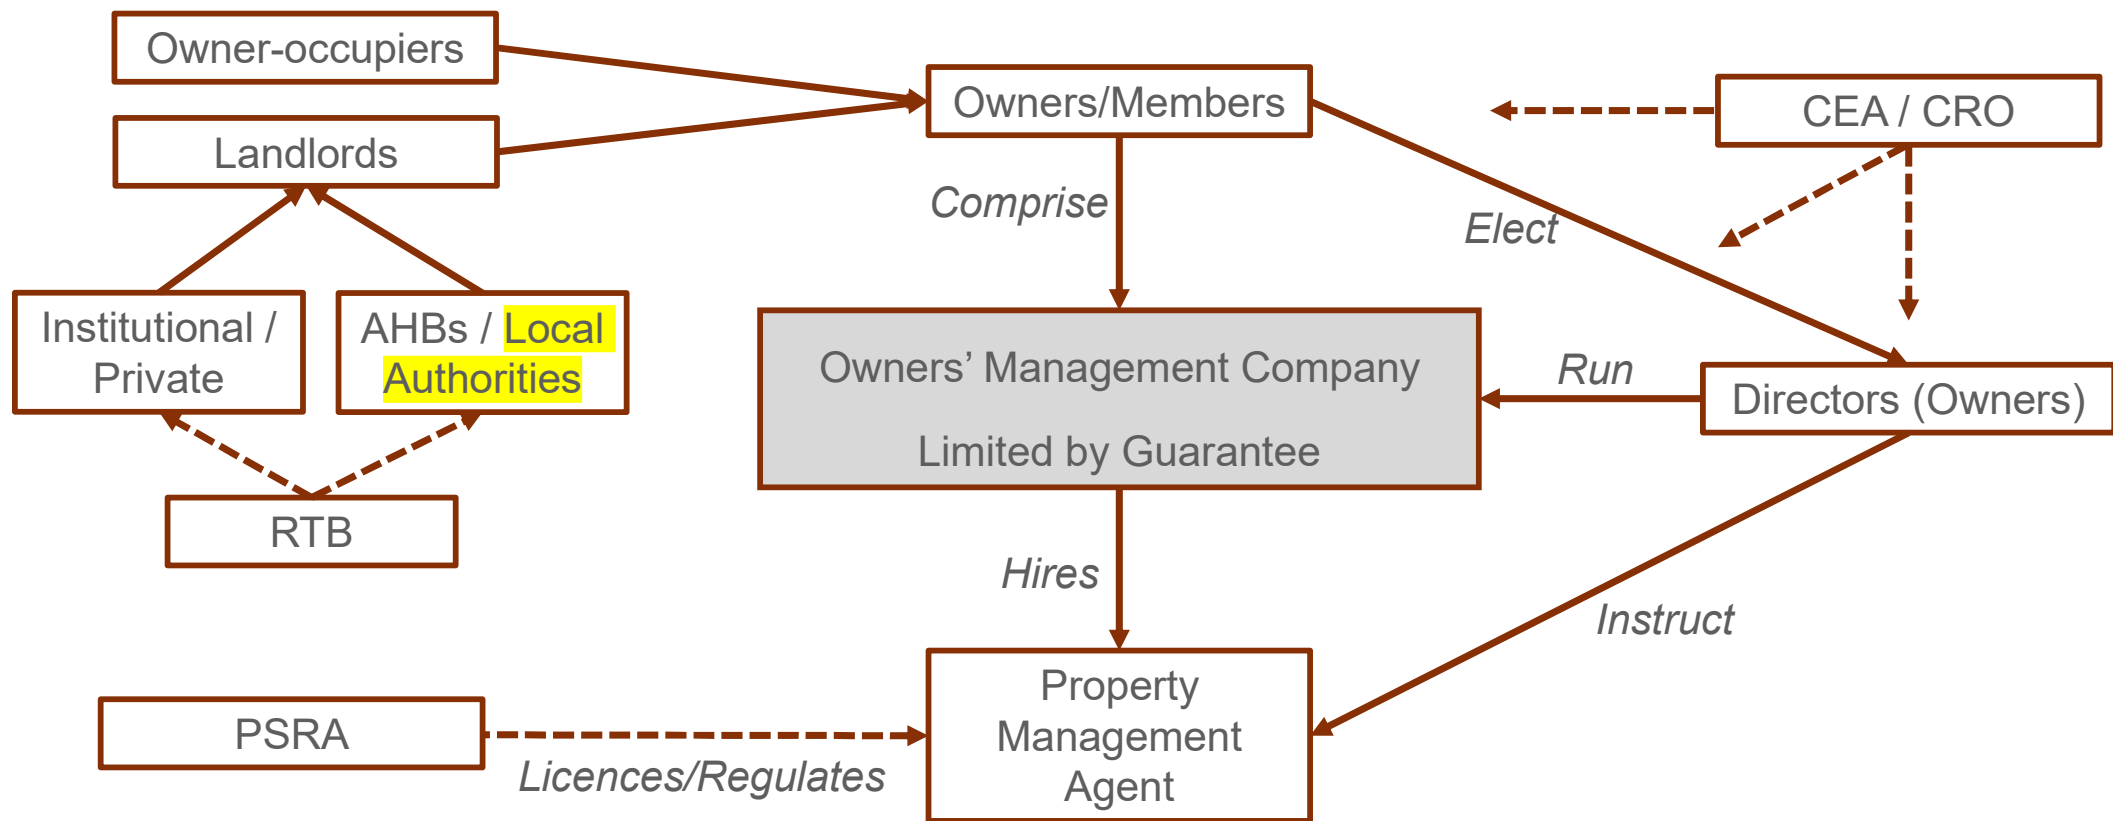 Owner-occupiers
Owners/Members
CEA / CRO
Landlords
Comprise
Elect
Institutional /
Private
AHBs / Local
Authorities
Owners’ Management Company
Limited by Guarantee
Run
Directors (Owners)
RTB
Hires
Instruct
PSRA
Licences/Regulates
Property
Management
Agent